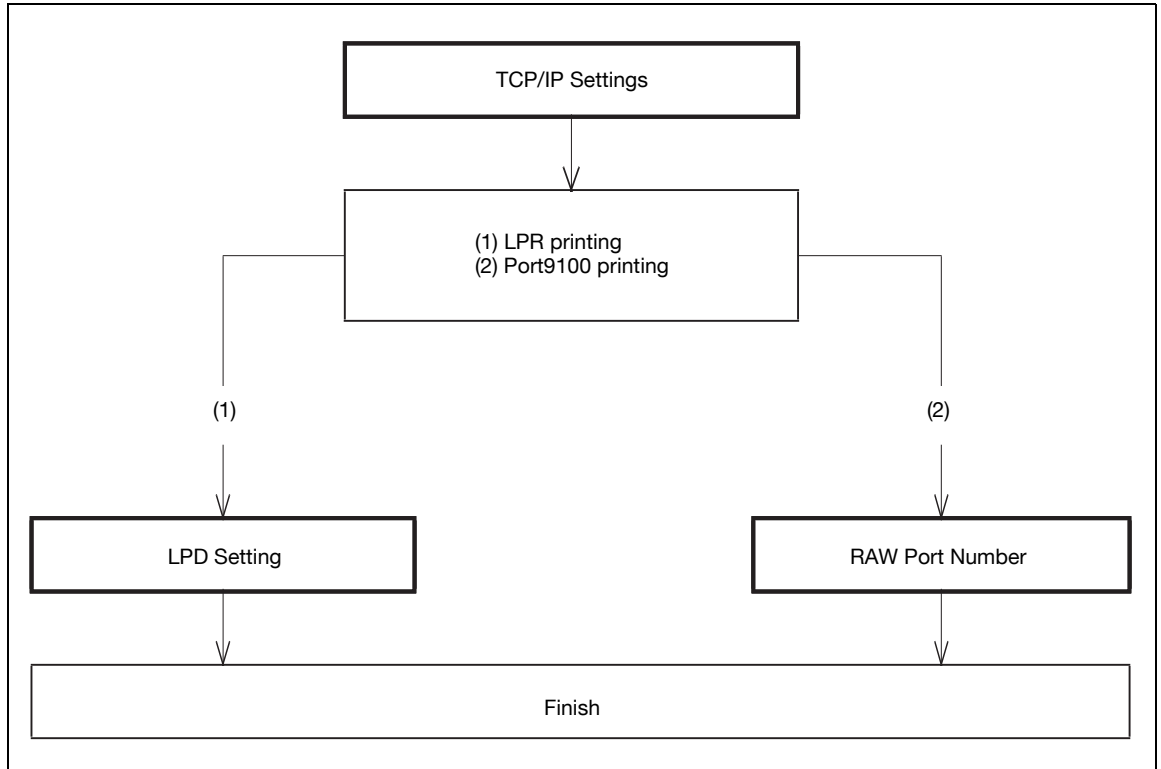 TCP/IP Settings
(1) LPR printing
(2) Port9100 printing
(1)
(2)
LPD Setting
RAW Port Number
Finish